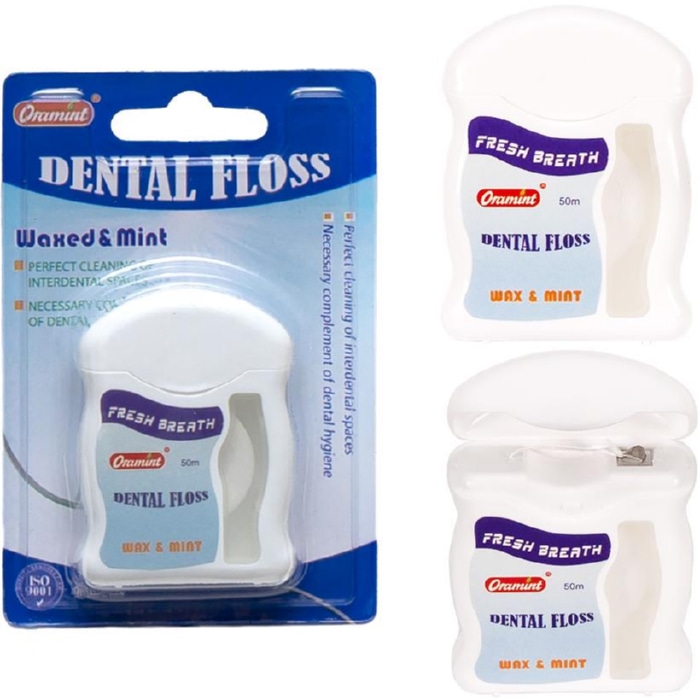 Oramint®
DENTAL FLOSS
Waxed & Mint
PERFECT CLEANING OF
INTERDENTAL SPACES
NECESSARY
OF DENTAL
Perfect cleaning of interdental spaces
Necessary complement of dental hygiene
FRESH BREATH
Oramint® 50m
DENTAL FLOSS
WAX & MINT
ISO
9001
FRESH BREATH
Oramint® 50m
DENTAL FLOSS
WAX & MINT
FRESH BREATH
Oramint® 50m
DENTAL FLOSS
WAX & MINT